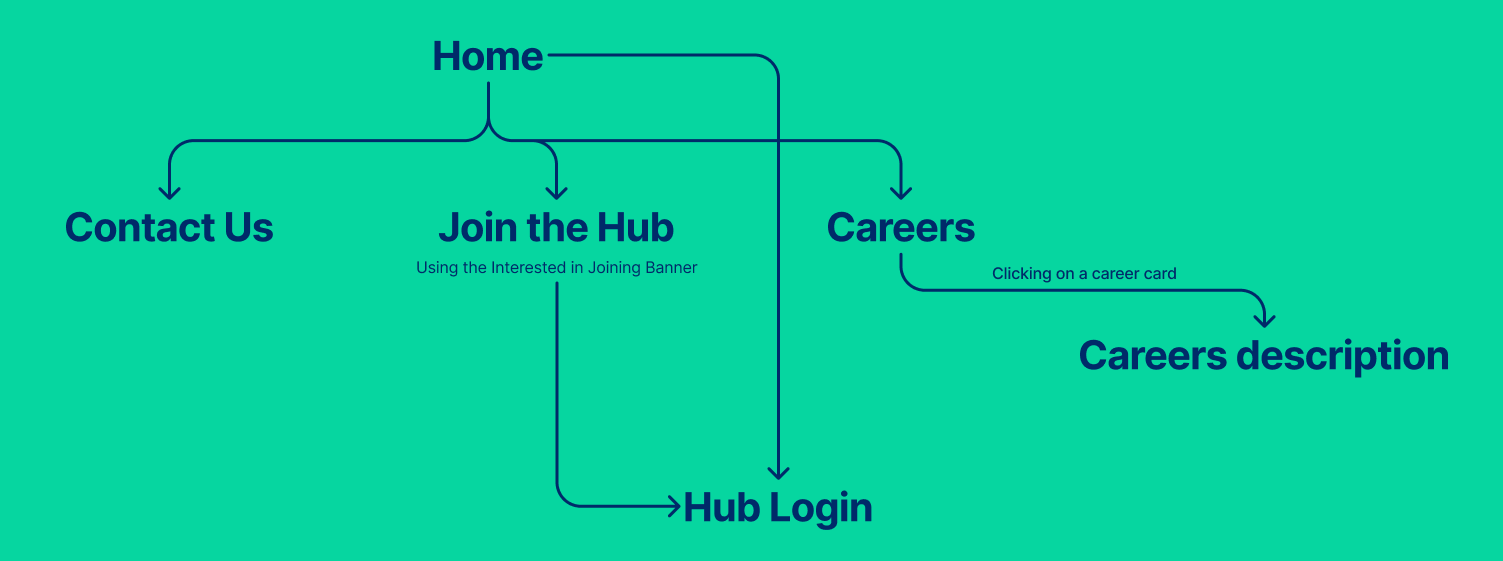 Home
Contact Us
Join the Hub
Using the Interested in Joining Banner
Careers
Clicking on a career card
Careers description
Hub Login